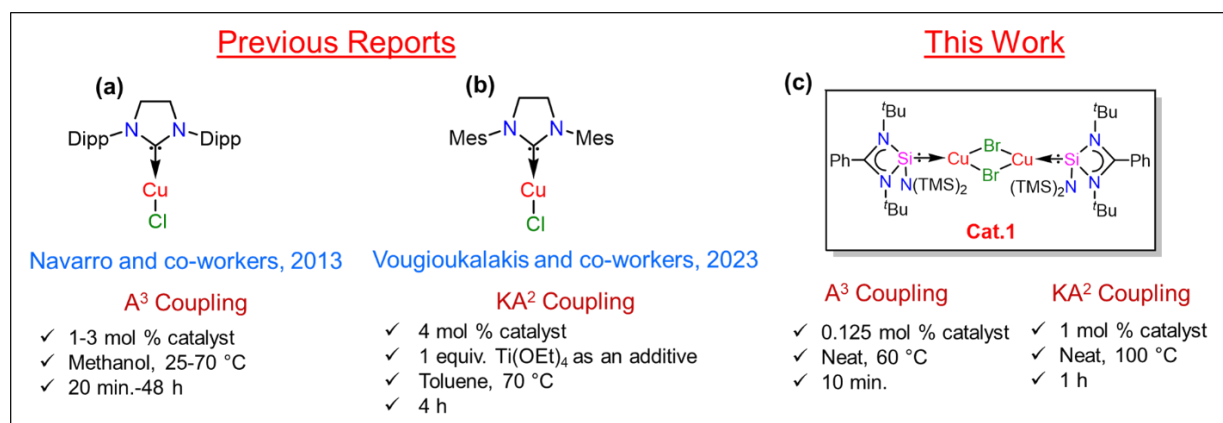 Previous Reports
This Work
(a)
Dipp N N Dipp
Cu
Cl
Navarro and co-workers, 2013
A³ Coupling
✓ 1-3 mol % catalyst
✓ Methanol, 25-70 °C
✓ 20 min.-48 h
(b)
Mes N N Mes
Cu
Cl
Vougioukalakis and co-workers, 2023
KA² Coupling
✓ 4 mol % catalyst
✓ 1 equiv. Ti(OEt)₄ as an additive
✓ Toluene, 70 °C
✓ 4 h
(c)
ᵗBu ᵗBu
N Br N
Ph Si Cu Cu Si Ph
Br
N N(TMS)₂ (TMS)₂N N
ᵗBu ᵗBu
Cat.1
A³ Coupling
✓ 0.125 mol % catalyst
✓ Neat, 60 °C
✓ 10 min.
KA² Coupling
✓ 1 mol % catalyst
✓ Neat, 100 °C
✓ 1 h